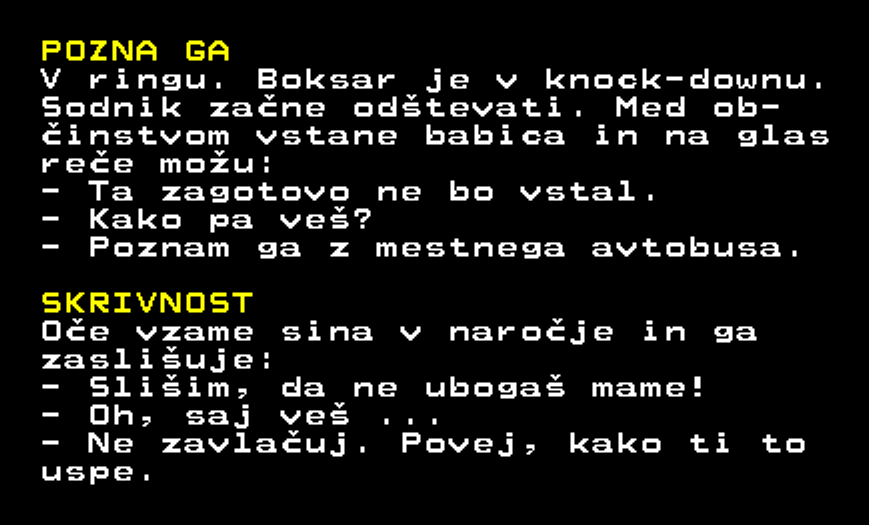 POZNA GA
V ringu. Boksar je v knock-downu.
Sodnik začne odštevati. Med ob-
činstvom vstane babica in na glas
reče možu:
- Ta zagotovo ne bo vstal.
- Kako pa veš?
- Poznam ga z mestnega avtobusa.
SKRIVNOST
Oče vzame sina v naročje in ga
zaslišuje:
- Slišim, da ne ubogaš mame!
- Oh, saj veš ...
- Ne zavlačuj. Povej, kako ti to
uspe.